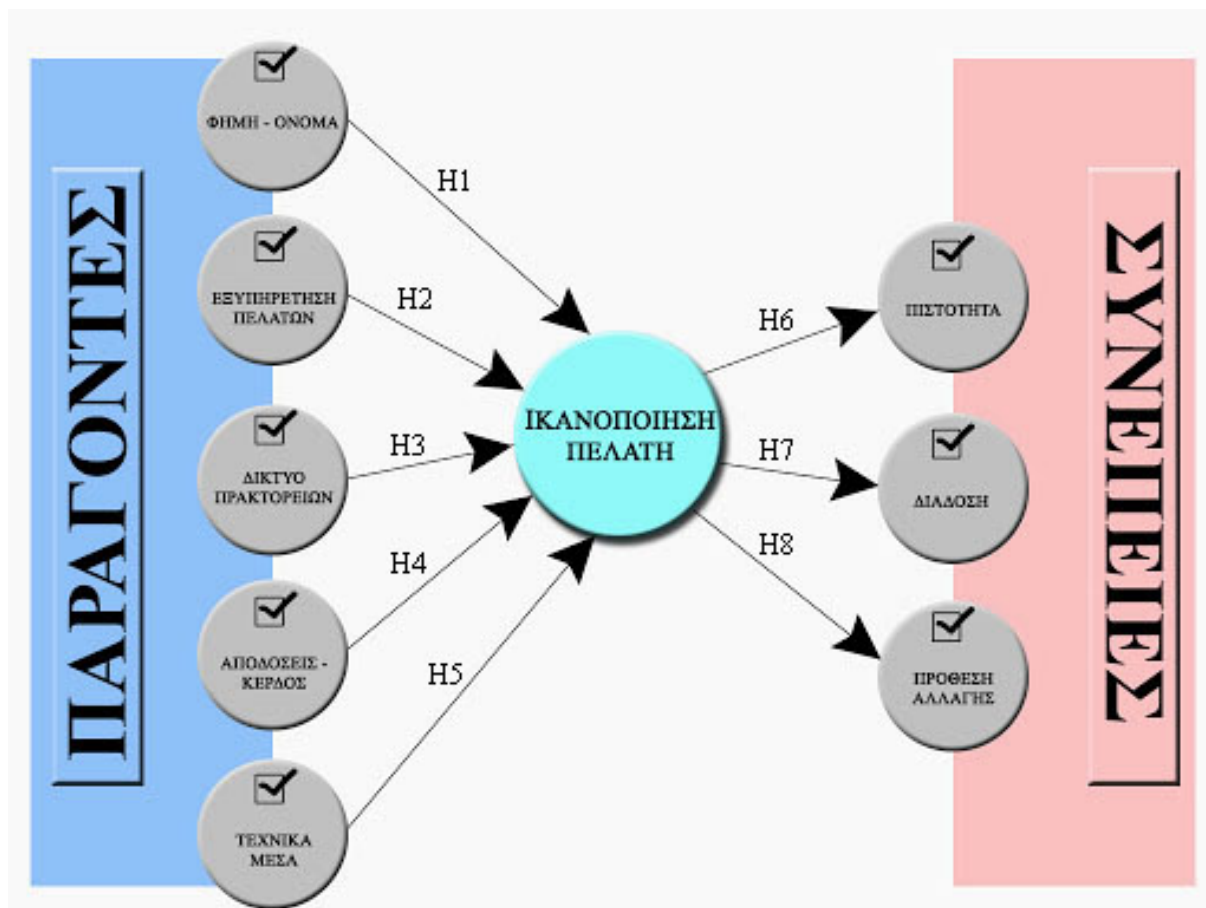 ΠΑΡΑΓΟΝΤΕΣ
ΦΗΜΗ - ΟΝΟΜΑ
ΕΞΥΠΗΡΕΤΗΣΗ
ΠΕΛΑΤΩΝ
ΔΙΚΤΥΟ
ΠΡΑΚΤΟΡΕΙΩΝ
ΑΠΟΔΟΣΕΙΣ -
ΚΕΡΔΟΣ
ΤΕΧΝΙΚΑ
ΜΕΣΑ
H1
H2
H3
H4
H5
ΙΚΑΝΟΠΟΙΗΣΗ
ΠΕΛΑΤΗ
H6
H7
H8
ΠΙΣΤΟΤΗΤΑ
ΔΙΑΔΟΣΗ
ΠΡΟΘΕΣΗ
ΑΛΛΑΓΗΣ
ΣΥΝΕΠΕΙΕΣ